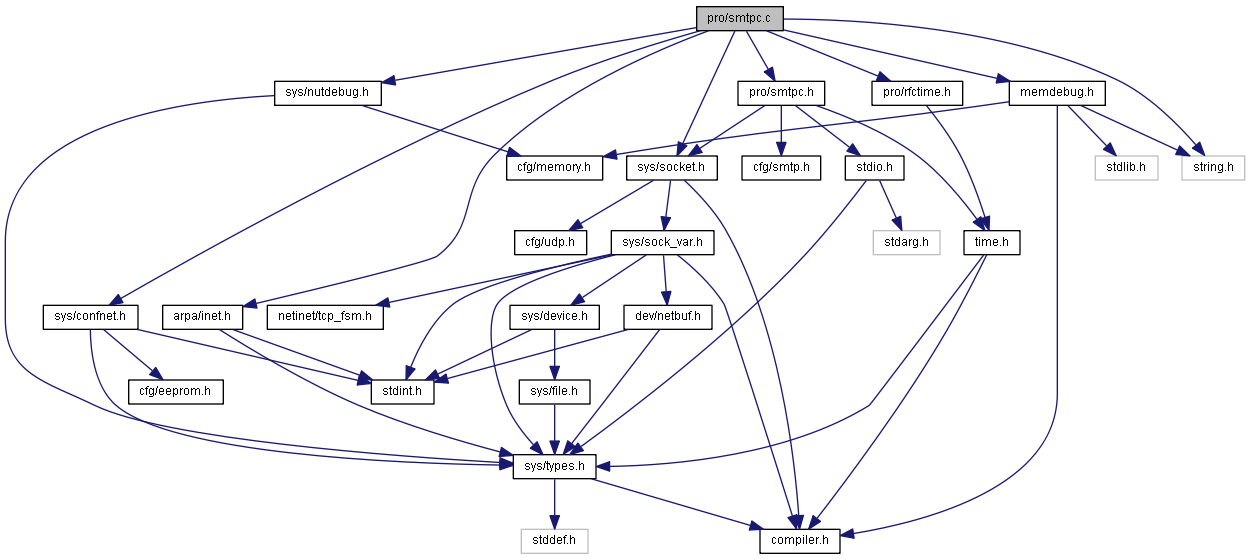 pro/smtpc.c
sys/nutdebug.h
pro/smtpc.h
pro/rfctime.h
memdebug.h
cfg/memory.h
sys/socket.h
cfg/smtp.h
stdio.h
stdlib.h
string.h
cfg/udp.h
sys/sock_var.h
stdarg.h
time.h
sys/confnet.h
arpa/inet.h
netinet/tcp_fsm.h
sys/device.h
dev/netbuf.h
cfg/eeprom.h
stdint.h
sys/file.h
sys/types.h
stddef.h
compiler.h